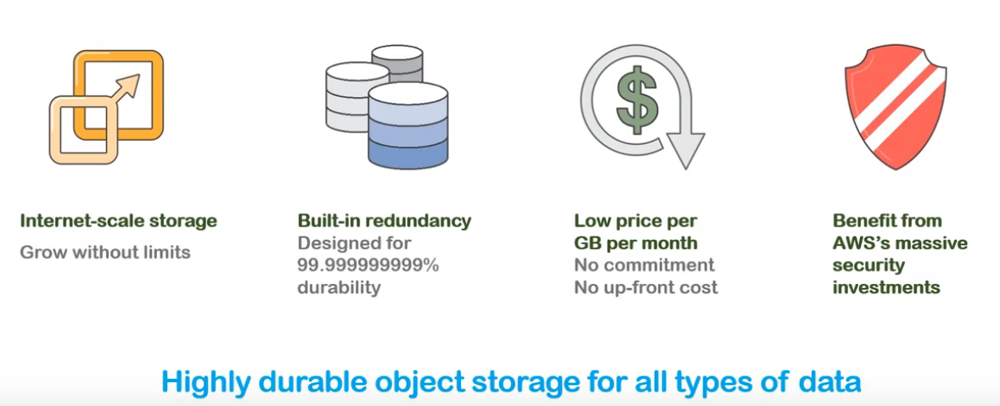 Internet-scale storage
Grow without limits
Built-in redundancy
Designed for
99.999999999%
durability
Low price per
GB per month
No commitment
No up-front cost
Benefit from
AWS's massive
security
investments
Highly durable object storage for all types of data